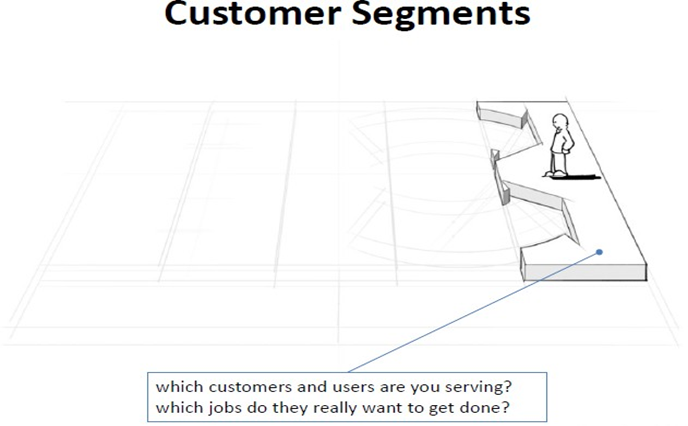 Customer Segments
which customers and users are you serving?
which jobs do they really want to get done?